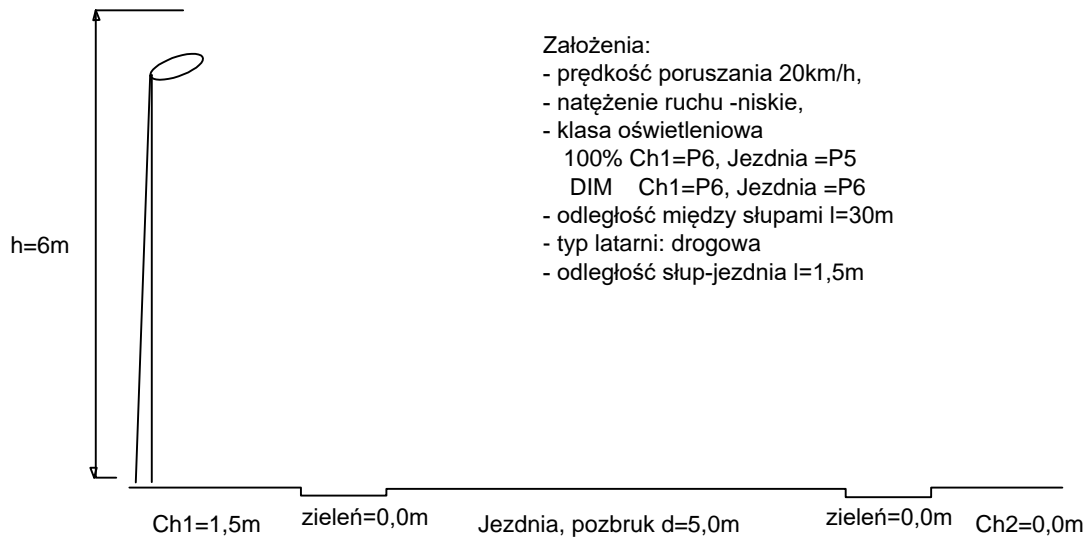 Założenia:
- prędkość poruszania 20km/h,
- natężenie ruchu -niskie,
- klasa oświetleniowa
100% Ch1=P6, Jezdnia =P5
DIM Ch1=P6, Jezdnia =P6
- odległość między słupami l=30m
- typ latarni: drogowa
- odległość słup-jezdnia l=1,5m
h=6m
Ch1=1,5m
zieleń=0,0m
Jezdnia, pozbruk d=5,0m
zieleń=0,0m
Ch2=0,0m